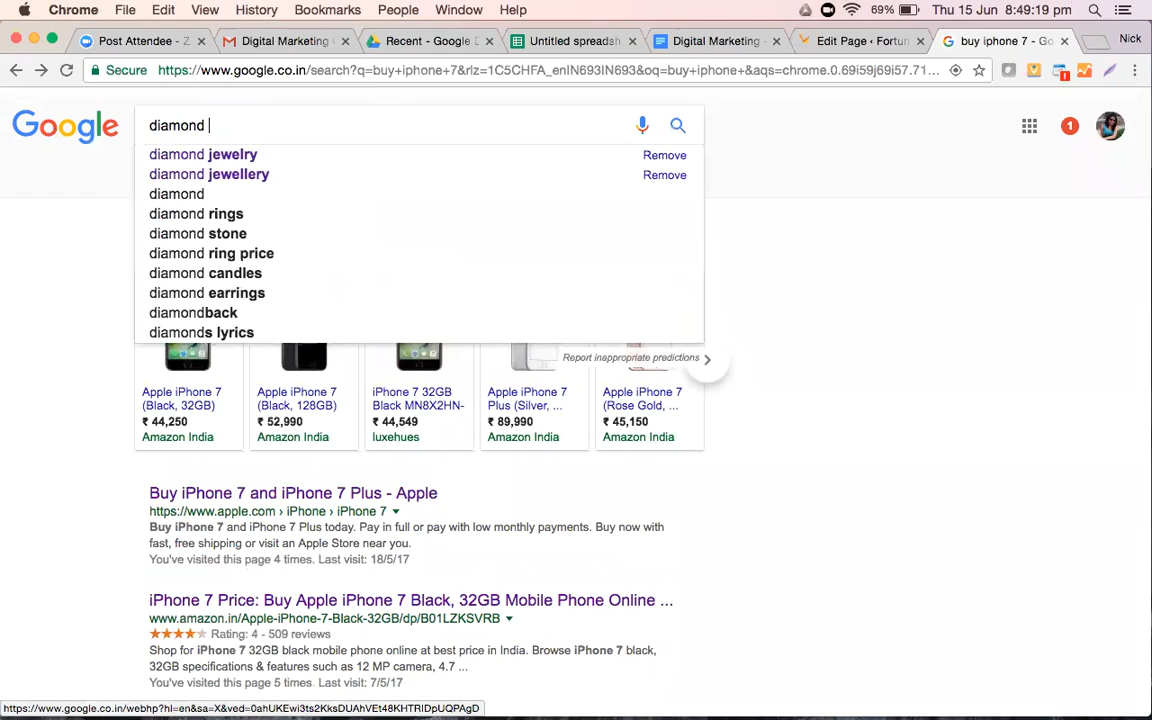 Chrome File Edit View History Bookmarks People Window Help 69% Thu 15 Jun 8:49:19 pm
Post Attendee - Z Digital Marketing Recent - Google D Untitled spreadsh Digital Marketing - Edit Page ‹ Fortun buy iphone 7 - Go Nick
Secure https://www.google.co.in/search?q=buy+iphone+7&rlz=1C5CHFA_enIN693IN693&oq=buy+iphone+&aqs=chrome.0.69i59j69i57.71...
Google diamond 1
diamond jewelry Remove
diamond jewellery Remove
diamond
diamond rings
diamond stone
diamond ring price
diamond candles
diamond earrings
diamondback
diamonds lyrics
Report inappropriate predictions
Apple iPhone 7 Apple iPhone 7 iPhone 7 32GB Apple iPhone 7 Apple iPhone 7
(Black, 32GB) (Black, 128GB) Black MN8X2HN- Plus (Silver, ... (Rose Gold, ...
₹ 44,250 ₹ 52,990 ₹ 44,549 ₹ 89,990 ₹ 45,150
Amazon India Amazon India luxehues Amazon India Amazon India
Buy iPhone 7 and iPhone 7 Plus - Apple
https://www.apple.com › iPhone › iPhone 7
Buy iPhone 7 and iPhone 7 Plus today. Pay in full or pay with low monthly payments. Buy now with
fast, free shipping or visit an Apple Store near you.
You've visited this page 4 times. Last visit: 18/5/17
iPhone 7 Price: Buy Apple iPhone 7 Black, 32GB Mobile Phone Online ...
www.amazon.in/Apple-iPhone-7-Black-32GB/dp/B01LZKSVRB
Rating: 4 - 509 reviews
Shop for iPhone 7 32GB black mobile phone online at best price in India. Browse iPhone 7 black,
32GB specifications & features such as 12 MP camera, 4.7 ...
You've visited this page 5 times. Last visit: 7/5/17
https://www.google.co.in/webhp?hl=en&sa=X&ved=0ahUKEwi3ts2KksDUAhVEt48KHTRIDpUQPAgD